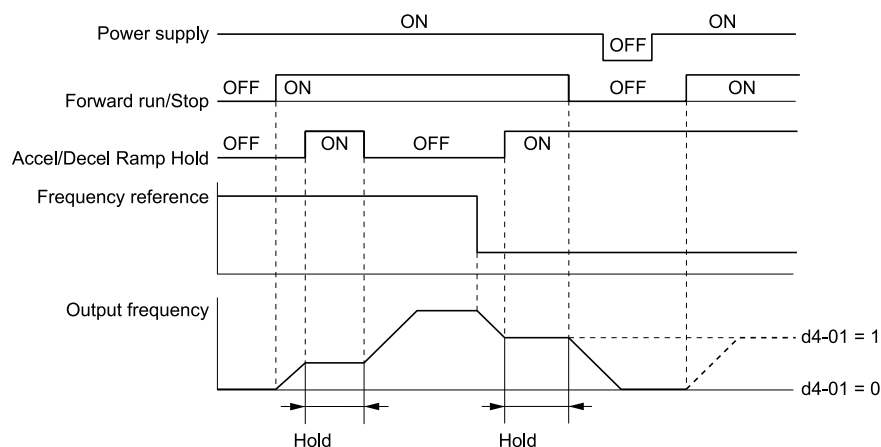 ON
ON
Power supply
OFF
OFF
ON
OFF
ON
Forward run/Stop
OFF
ON
OFF
ON
Accel/Decel Ramp Hold
Frequency reference
Output frequency
d4-01 = 1
d4-01 = 0
Hold
Hold